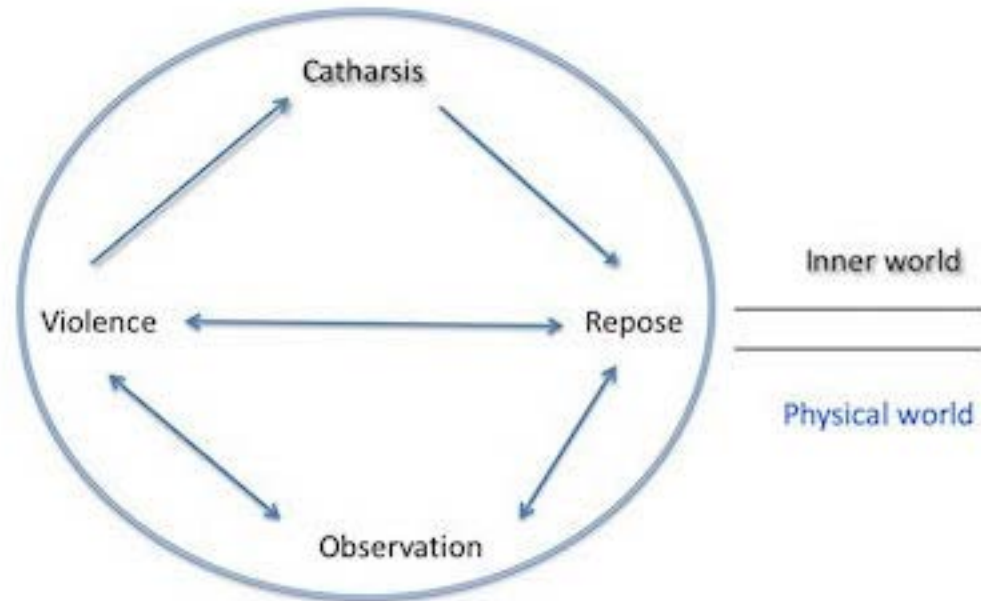 Catharsis
Inner world
Violence
Repose
Physical world
Observation